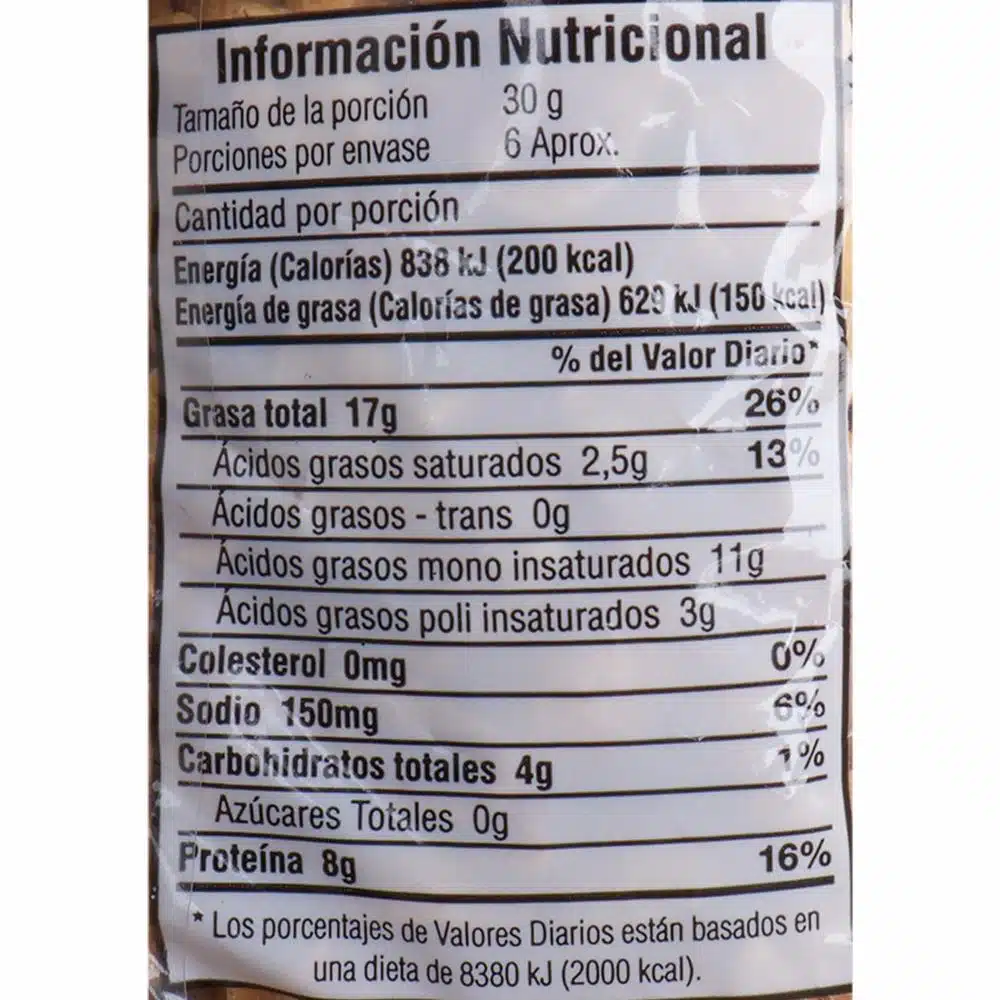 Información Nutricional
Tamaño de la porción 30 g
Porciones por envase 6 Aprox.
Cantidad por porción
Energía (Calorías) 838 kJ (200 kcal)
Energía de grasa (Calorías de grasa) 629 kJ (150 kcal)
% del Valor Diario*
Grasa total 17g 26%
Ácidos grasos saturados 2,5g 13%
Ácidos grasos - trans 0g
Ácidos grasos mono insaturados 11g
Ácidos grasos poli insaturados 3g
Colesterol 0mg 0%
Sodio 150mg 6%
Carbohidratos totales 4g 1%
Azúcares Totales 0g
Proteína 8g 16%
* Los porcentajes de Valores Diarios están basados en
una dieta de 8380 kJ (2000 kcal).